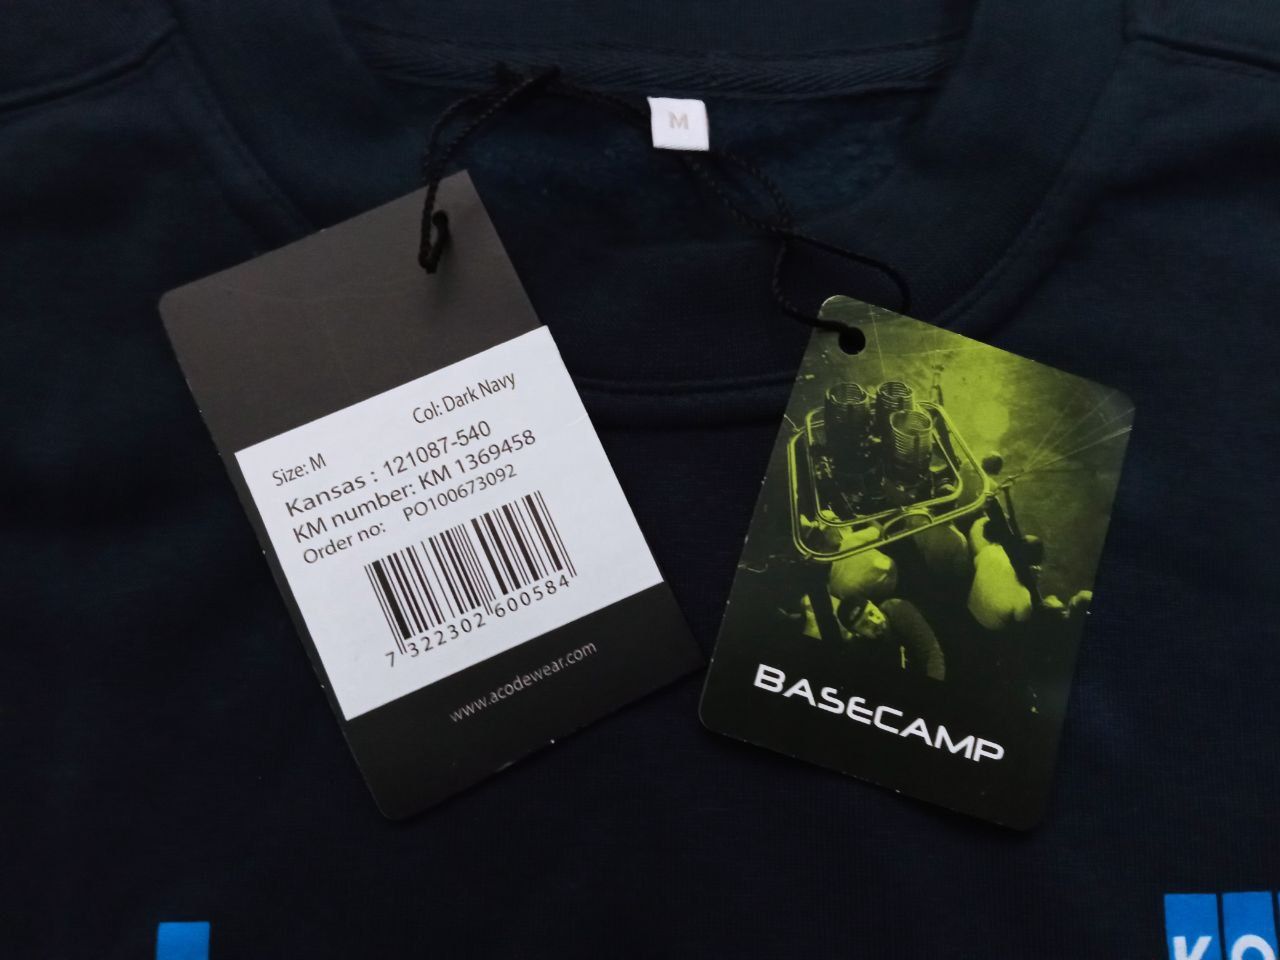 M
Col: Dark Navy
Size: M
Kansas : 121087-540
KM number: KM 1369458
Order no: PO100673092
7 322302 600584
www.acodewear.com
BASECAMP
KO